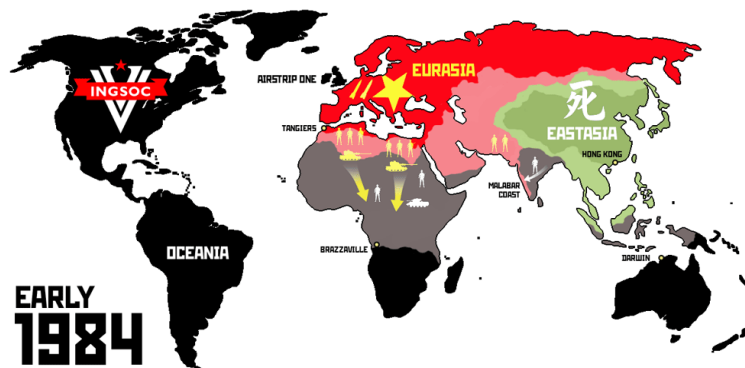 INGSOC
AIRSTRIP ONE
EURASIA
死
EASTASIA
TANGIERS
HONG KONG
MALABAR
COAST
OCEANIA
BRAZZAVILLE
DARWIN
EARLY
1984